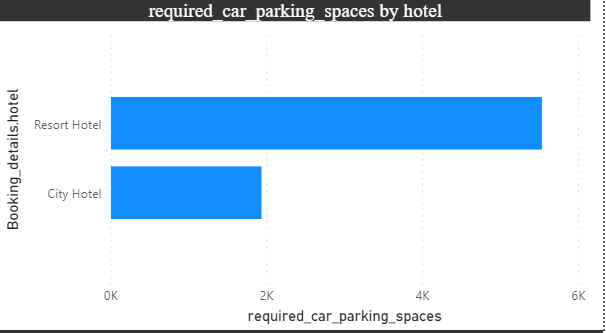 required_car_parking_spaces by hotel
Booking_details.hotel
Resort Hotel
City Hotel
0K
2K
4K
6K
required_car_parking_spaces